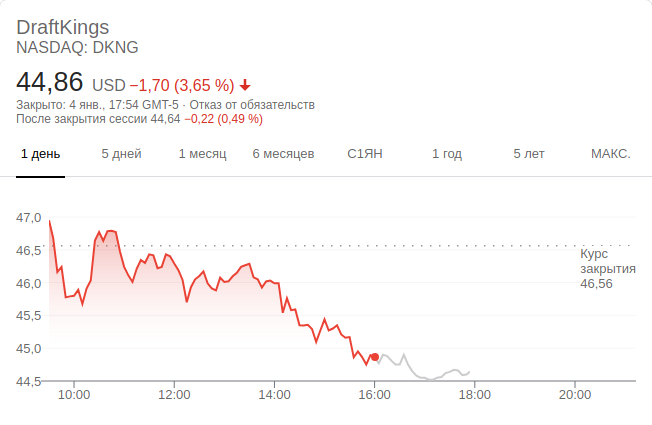 DraftKings
NASDAQ: DKNG
44,86 USD −1,70 (3,65 %)
Закрыто: 4 янв., 17:54 GMT-5 · Отказ от обязательств
После закрытия сессии 44,64 −0,22 (0,49 %)
1 день 5 дней 1 месяц 6 месяцев С1ЯН 1 год 5 лет МАКС.
47,0
46,5
Курс
закрытия
46,56
46,0
45,5
45,0
44,5
10:00 12:00 14:00 16:00 18:00 20:00